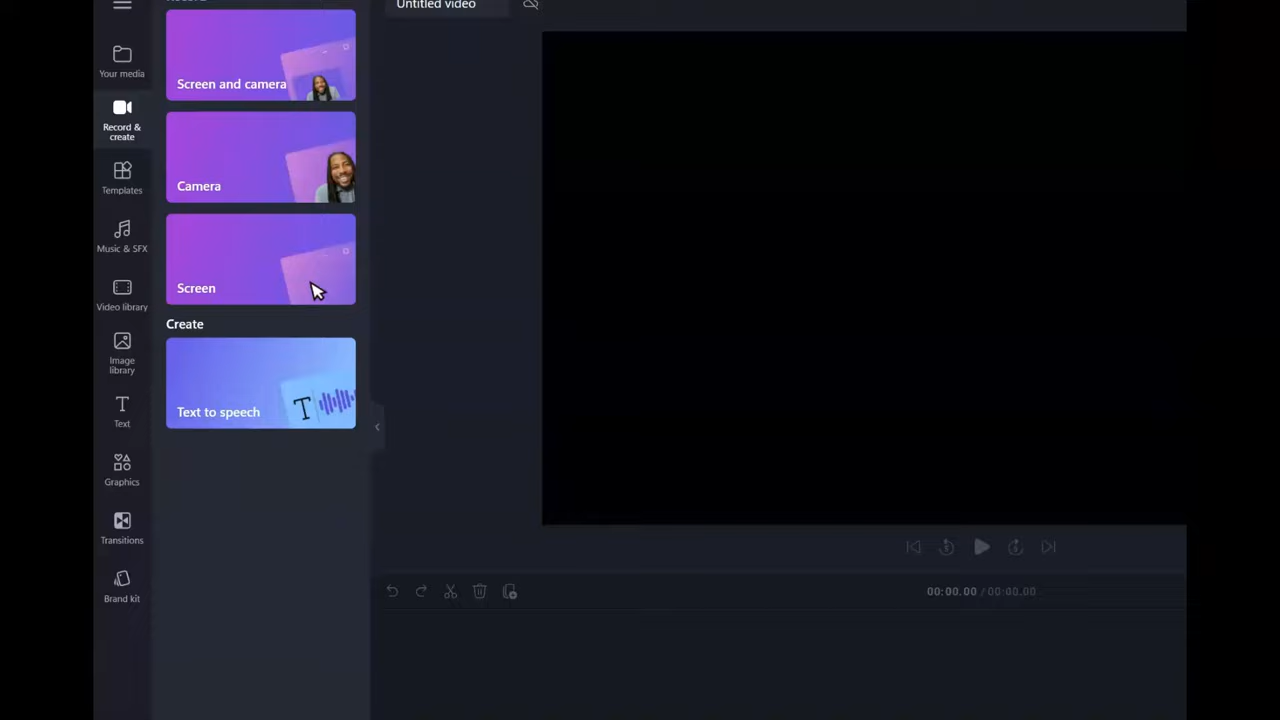 Untitled video
Your media
Screen and camera
Record &
create
Camera
Templates
Music & SFX
Screen
Video library
Create
Image
library
Text to speech
Text
Graphics
Transitions
00:00.00 / 00:00.00
Brand kit